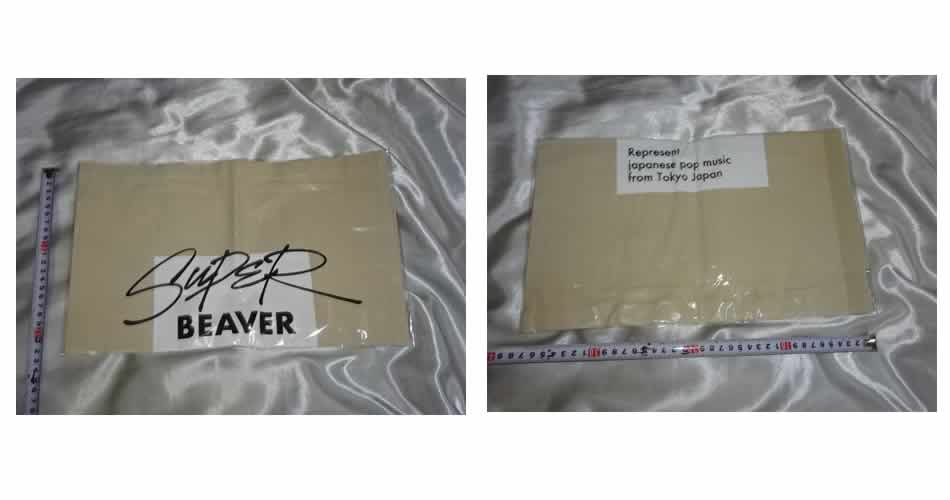 SUPER
BEAVER
Represent
japanese pop music
from Tokyo Japan